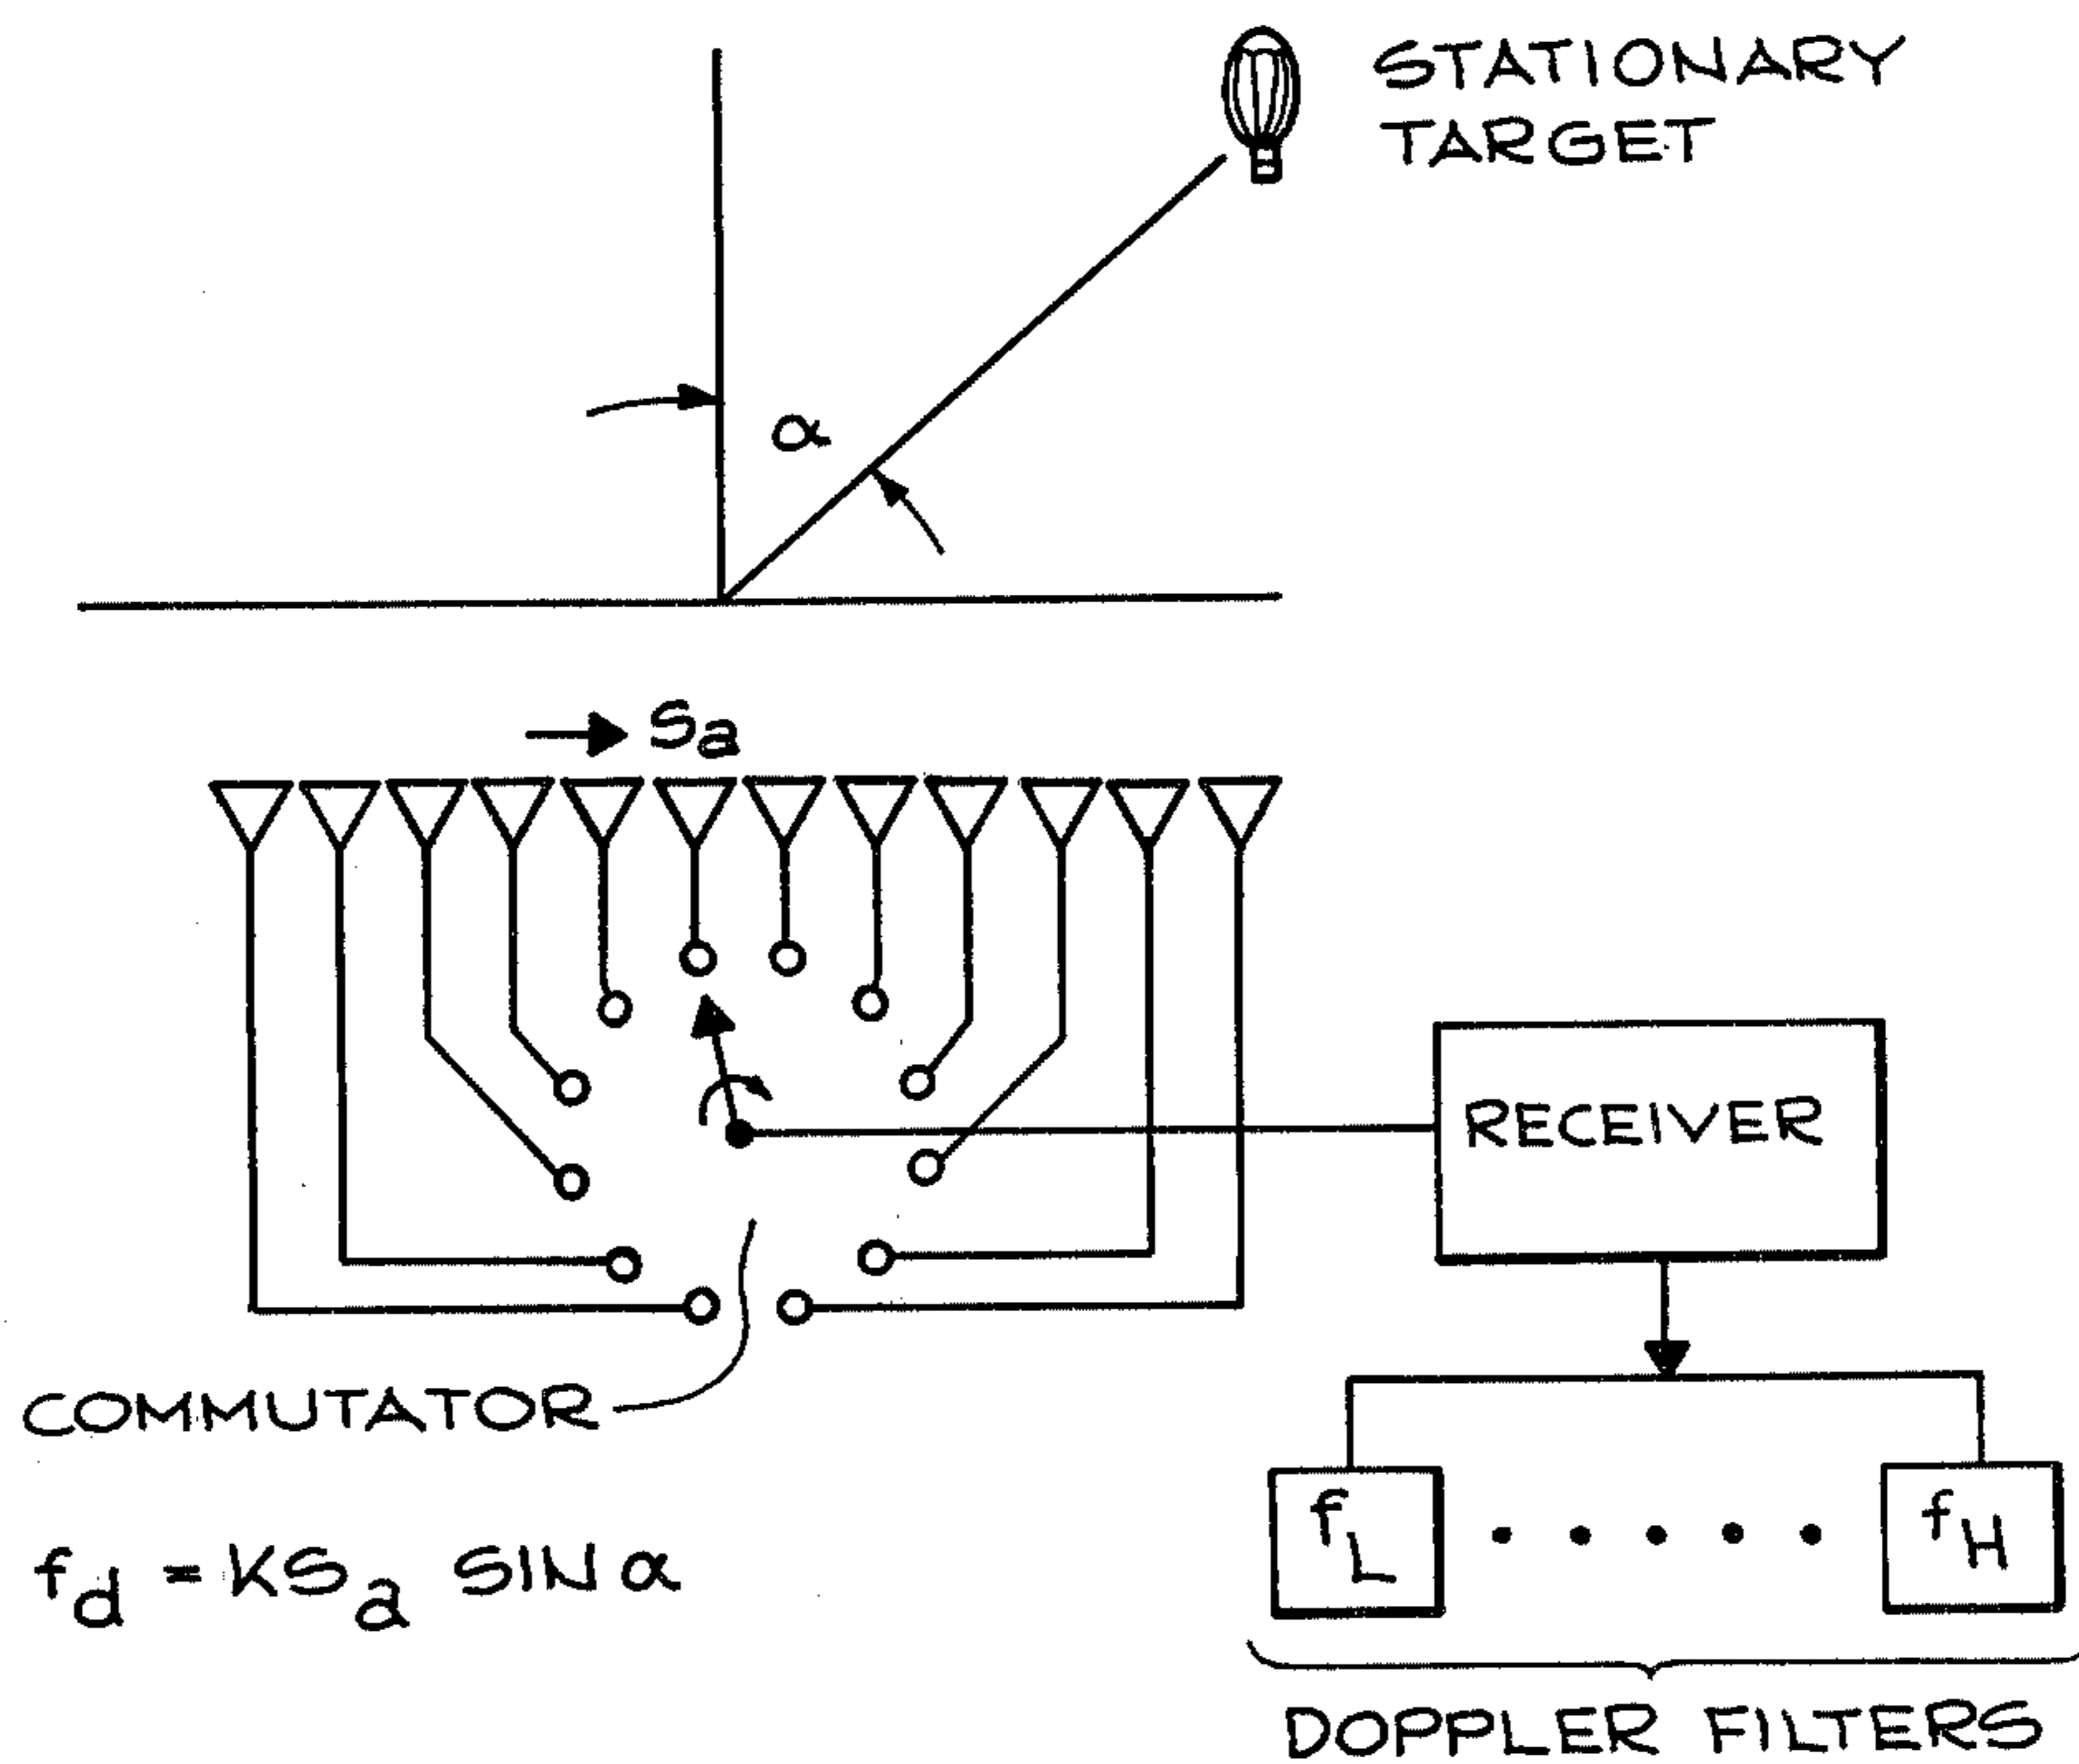 STATIONARY
TARGET
α
Sa
RECEIVER
COMMUTATOR
fL
fH
fd = KSa SIN α
DOPPLER FILTERS